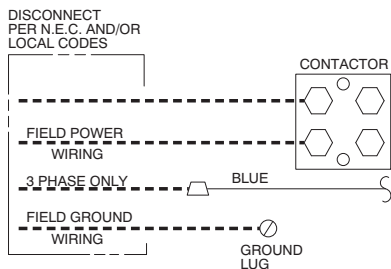 DISCONNECT
PER N.E.C. AND/OR
LOCAL CODES
CONTACTOR
FIELD POWER
WIRING
3 PHASE ONLY
BLUE
FIELD GROUND
WIRING
GROUND
LUG